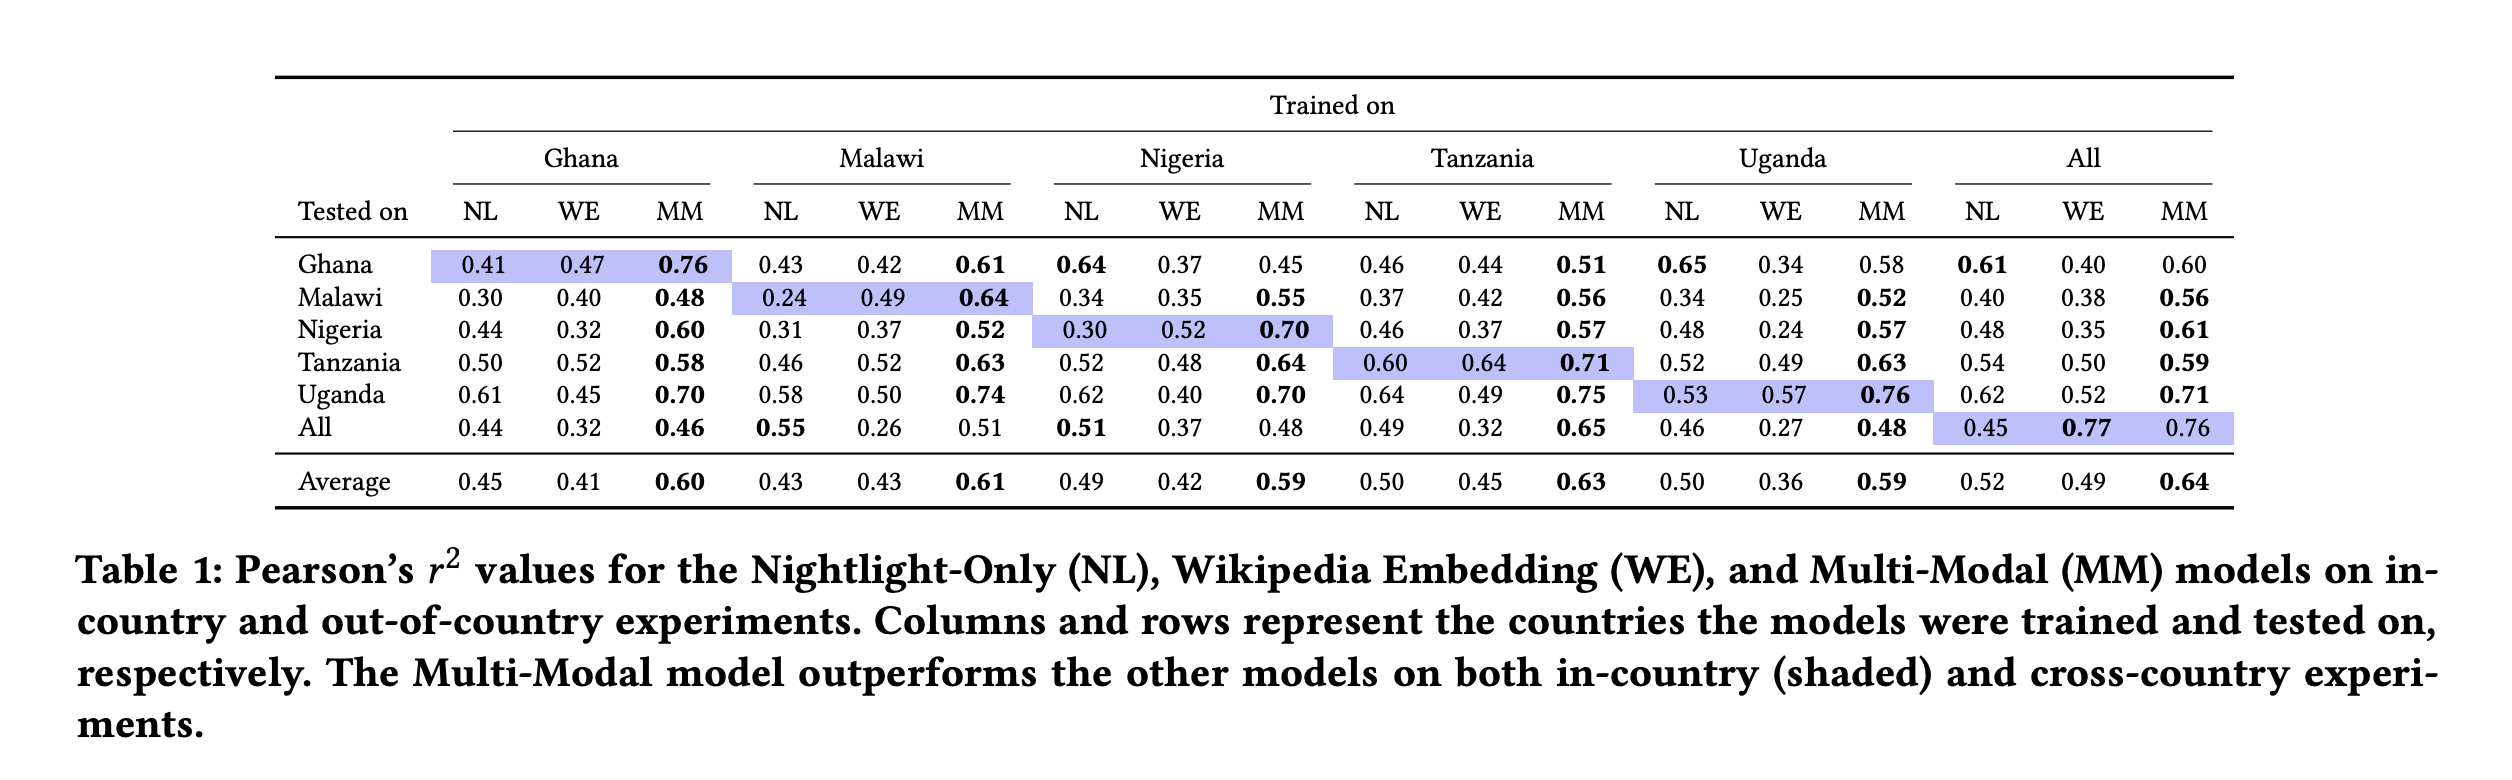 Trained on
Ghana Malawi Nigeria Tanzania Uganda All
Tested on NL WE MM NL WE MM NL WE MM NL WE MM NL WE MM NL WE MM
Ghana 0.41 0.47 0.76 0.43 0.42 0.61 0.64 0.37 0.45 0.46 0.44 0.51 0.65 0.34 0.58 0.61 0.40 0.60
Malawi 0.30 0.40 0.48 0.24 0.49 0.64 0.34 0.35 0.55 0.37 0.42 0.56 0.34 0.25 0.52 0.40 0.38 0.56
Nigeria 0.44 0.32 0.60 0.31 0.37 0.52 0.30 0.52 0.70 0.46 0.37 0.57 0.48 0.24 0.57 0.48 0.35 0.61
Tanzania 0.50 0.52 0.58 0.46 0.52 0.63 0.52 0.48 0.64 0.60 0.64 0.71 0.52 0.49 0.63 0.54 0.50 0.59
Uganda 0.61 0.45 0.70 0.58 0.50 0.74 0.62 0.40 0.70 0.64 0.49 0.75 0.53 0.57 0.76 0.62 0.52 0.71
All 0.44 0.32 0.46 0.55 0.26 0.51 0.51 0.37 0.48 0.49 0.32 0.65 0.46 0.27 0.48 0.45 0.77 0.76
Average 0.45 0.41 0.60 0.43 0.43 0.61 0.49 0.42 0.59 0.50 0.45 0.63 0.50 0.36 0.59 0.52 0.49 0.64
Table 1: Pearson's r² values for the Nightlight-Only (NL), Wikipedia Embedding (WE), and Multi-Modal (MM) models on in-
country and out-of-country experiments. Columns and rows represent the countries the models were trained and tested on,
respectively. The Multi-Modal model outperforms the other models on both in-country (shaded) and cross-country experi-
ments.